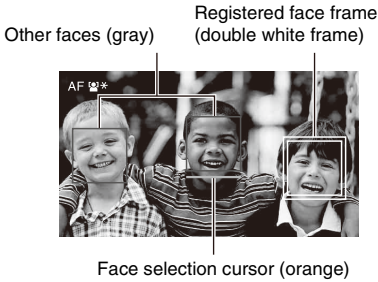 Registered face frame
Other faces (gray)
(double white frame)
AF
Face selection cursor (orange)